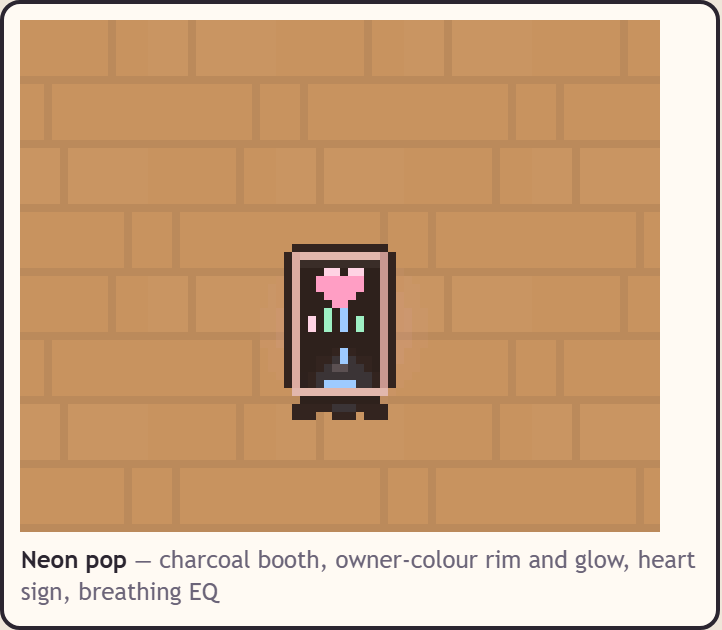 Neon pop — charcoal booth, owner-colour rim and glow, heart
sign, breathing EQ